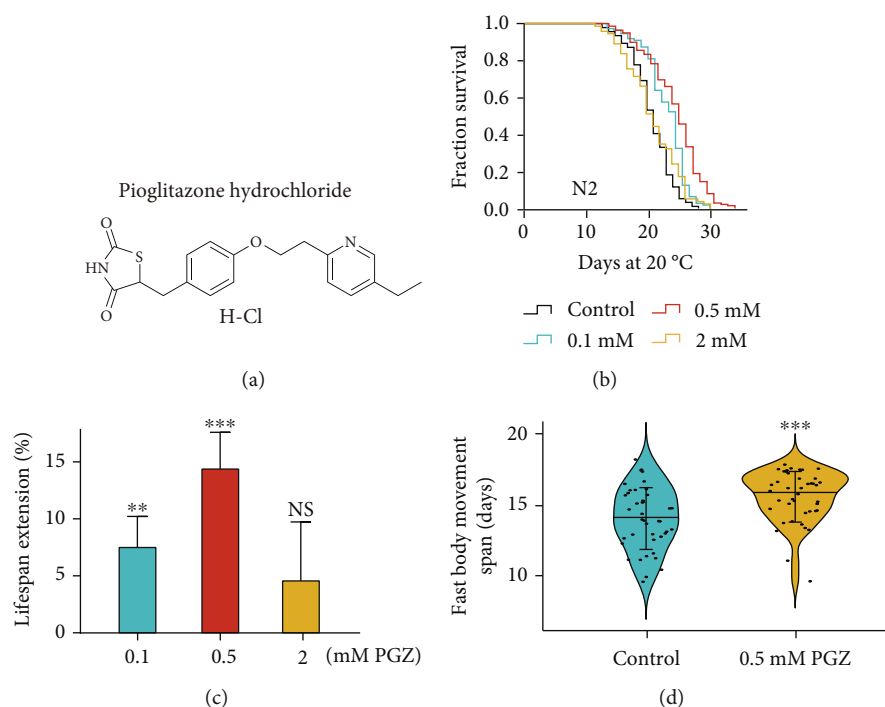 Pioglitazone hydrochloride
O
S
HN
O
O
N
H-Cl
(a)
Fraction survival
1.0
0.8
0.6
0.4
0.2
0.0
N2
0 10 20 30
Days at 20 °C
Control 0.5 mM
0.1 mM 2 mM
(b)
Lifespan extension (%)
15
10
5
0
**
***
NS
0.1 0.5 2 (mM PGZ)
(c)
Fast body movement
span (days)
20
15
10
***
Control 0.5 mM PGZ
(d)